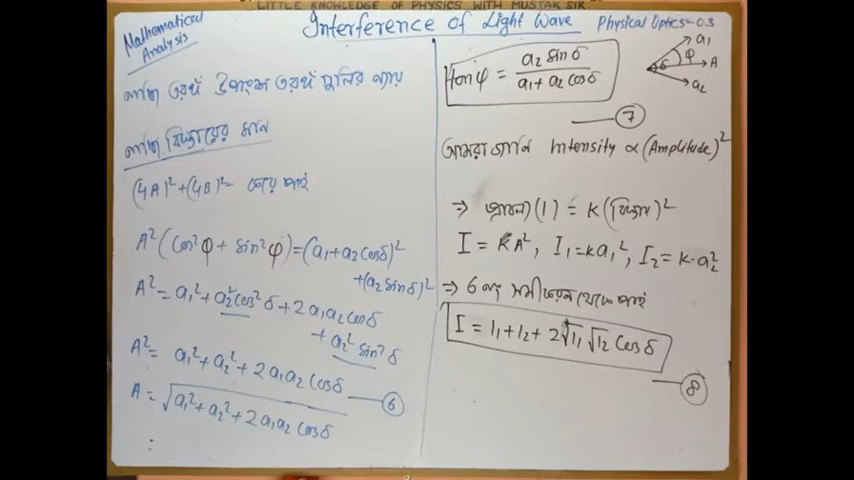 LITTLE KNOWLEDGE OF PHYSICS WITH MUSTAK SIR
Interference of Light Wave Physical Optics-03
Mathematical
Analysis
লব্ধি তরঙ্গ উপাংশ তরঙ্গ গুলির ন্যায়
লব্ধি বিস্তারের মান
(4A)²+(4B)²
A²(Cos²φ + sin²φ)=(a₁+a₂cosδ)²
+(a₂sinδ)²
A²= a₁²+a₂²cos²δ+2a₁a₂cosδ
+ a₂² sin²δ
A²= a₁²+a₂²+2a₁a₂ cosδ —⑥
A = √a₁²+a₂²+2a₁a₂ cosδ
:
tanφ = a₂ sinδ / a₁+a₂ cosδ
a₁
φ
A
δ
a₂
—⑦
আমরা জানি Intensity ∝ (Amplitude)²
⇒ প্রাবল্য (I) = K (বিস্তার)²
I = KA², I₁=ka₁², I₂=K·a₂²
⇒ 6 নং সমীকরন থেকে পাই
I = I₁+I₂+2√I₁√I₂ Cosδ
—⑧